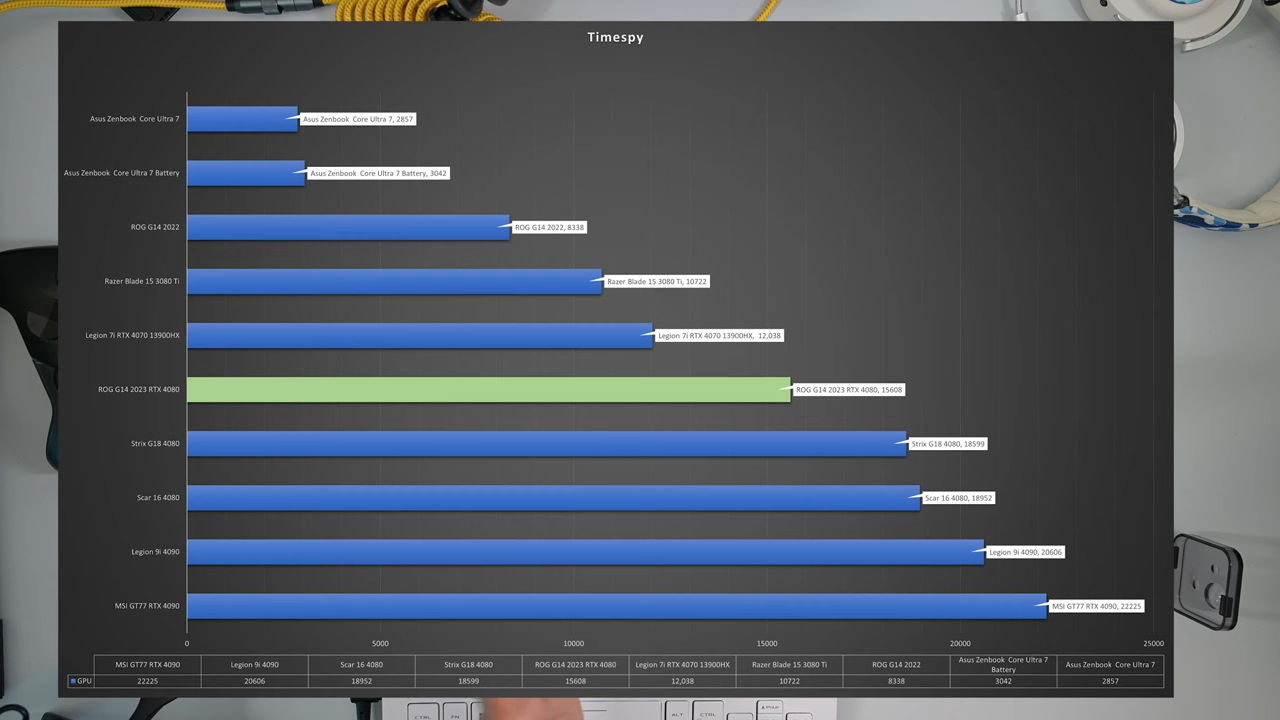 Timespy
Asus Zenbook Core Ultra 7
Asus Zenbook Core Ultra 7, 2857
Asus Zenbook Core Ultra 7 Battery
Asus Zenbook Core Ultra 7 Battery, 3042
ROG G14 2022
ROG G14 2022, 8338
Razer Blade 15 3080 Ti
Razer Blade 15 3080 Ti, 10722
Legion 7i RTX 4070 13900HX
Legion 7i RTX 4070 13900HX, 12,038
ROG G14 2023 RTX 4080
ROG G14 2023 RTX 4080, 15608
Strix G18 4080
Strix G18 4080, 18599
Scar 16 4080
Scar 16 4080, 18952
Legion 9i 4090
Legion 9i 4090, 20606
MSI GT77 RTX 4090
MSI GT77 RTX 4090, 22225
0 5000 10000 15000 20000 25000
MSI GT77 RTX 4090 Legion 9i 4090 Scar 16 4080 Strix G18 4080 ROG G14 2023 RTX 4080 Legion 7i RTX 4070 13900HX Razer Blade 15 3080 Ti ROG G14 2022 Asus Zenbook Core Ultra 7 Battery Asus Zenbook Core Ultra 7
GPU 22225 20606 18952 18599 15608 12,038 10722 8338 3042 2857
CTRL FN ALT CTRL